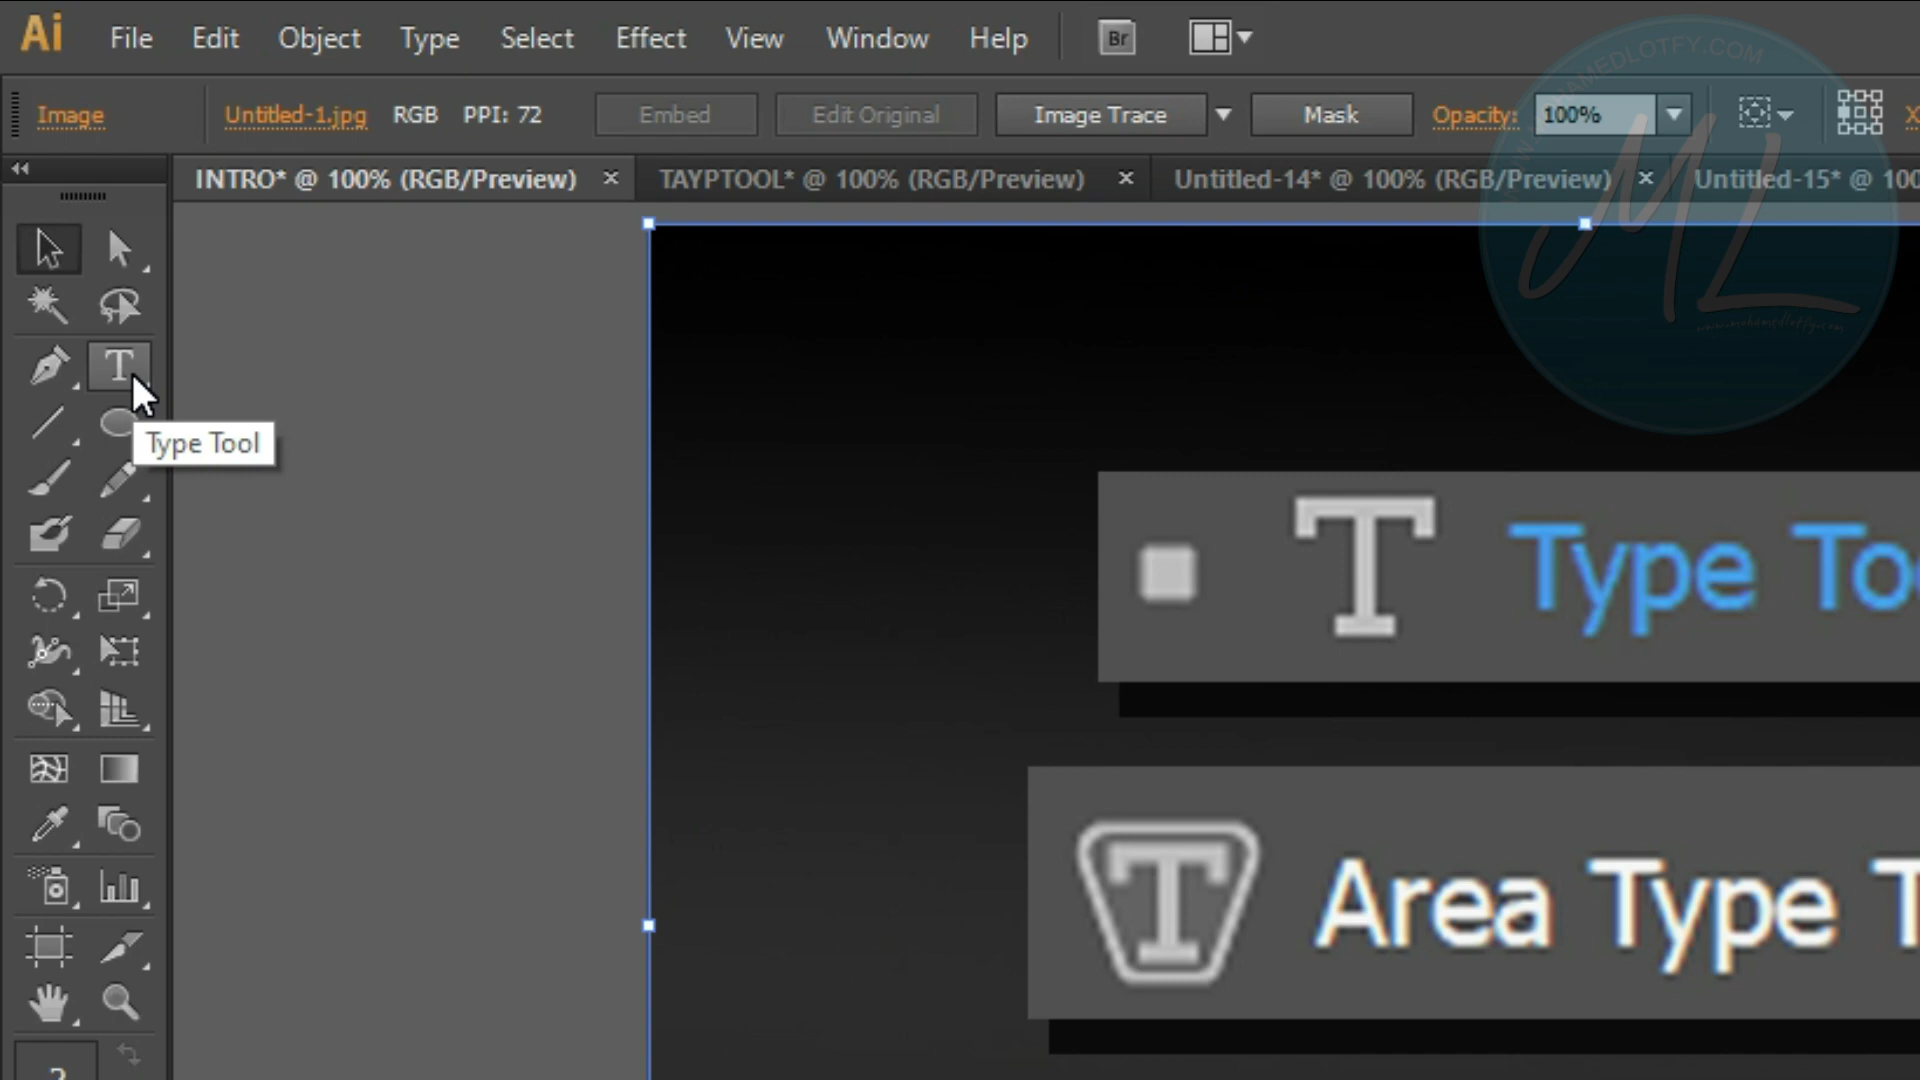 Ai File Edit Object Type Select Effect View Window Help Br
Image Untitled-1.jpg RGB PPI: 72 Embed Edit Original Image Trace Mask Opacity: 100% X
INTRO* @ 100% (RGB/Preview) × TAYPTOOL* @ 100% (RGB/Preview) × Untitled-14* @ 100% (RGB/Preview) × Untitled-15* @ 100
ML
T
Type Tool
T Type Too
T Area Type T
?